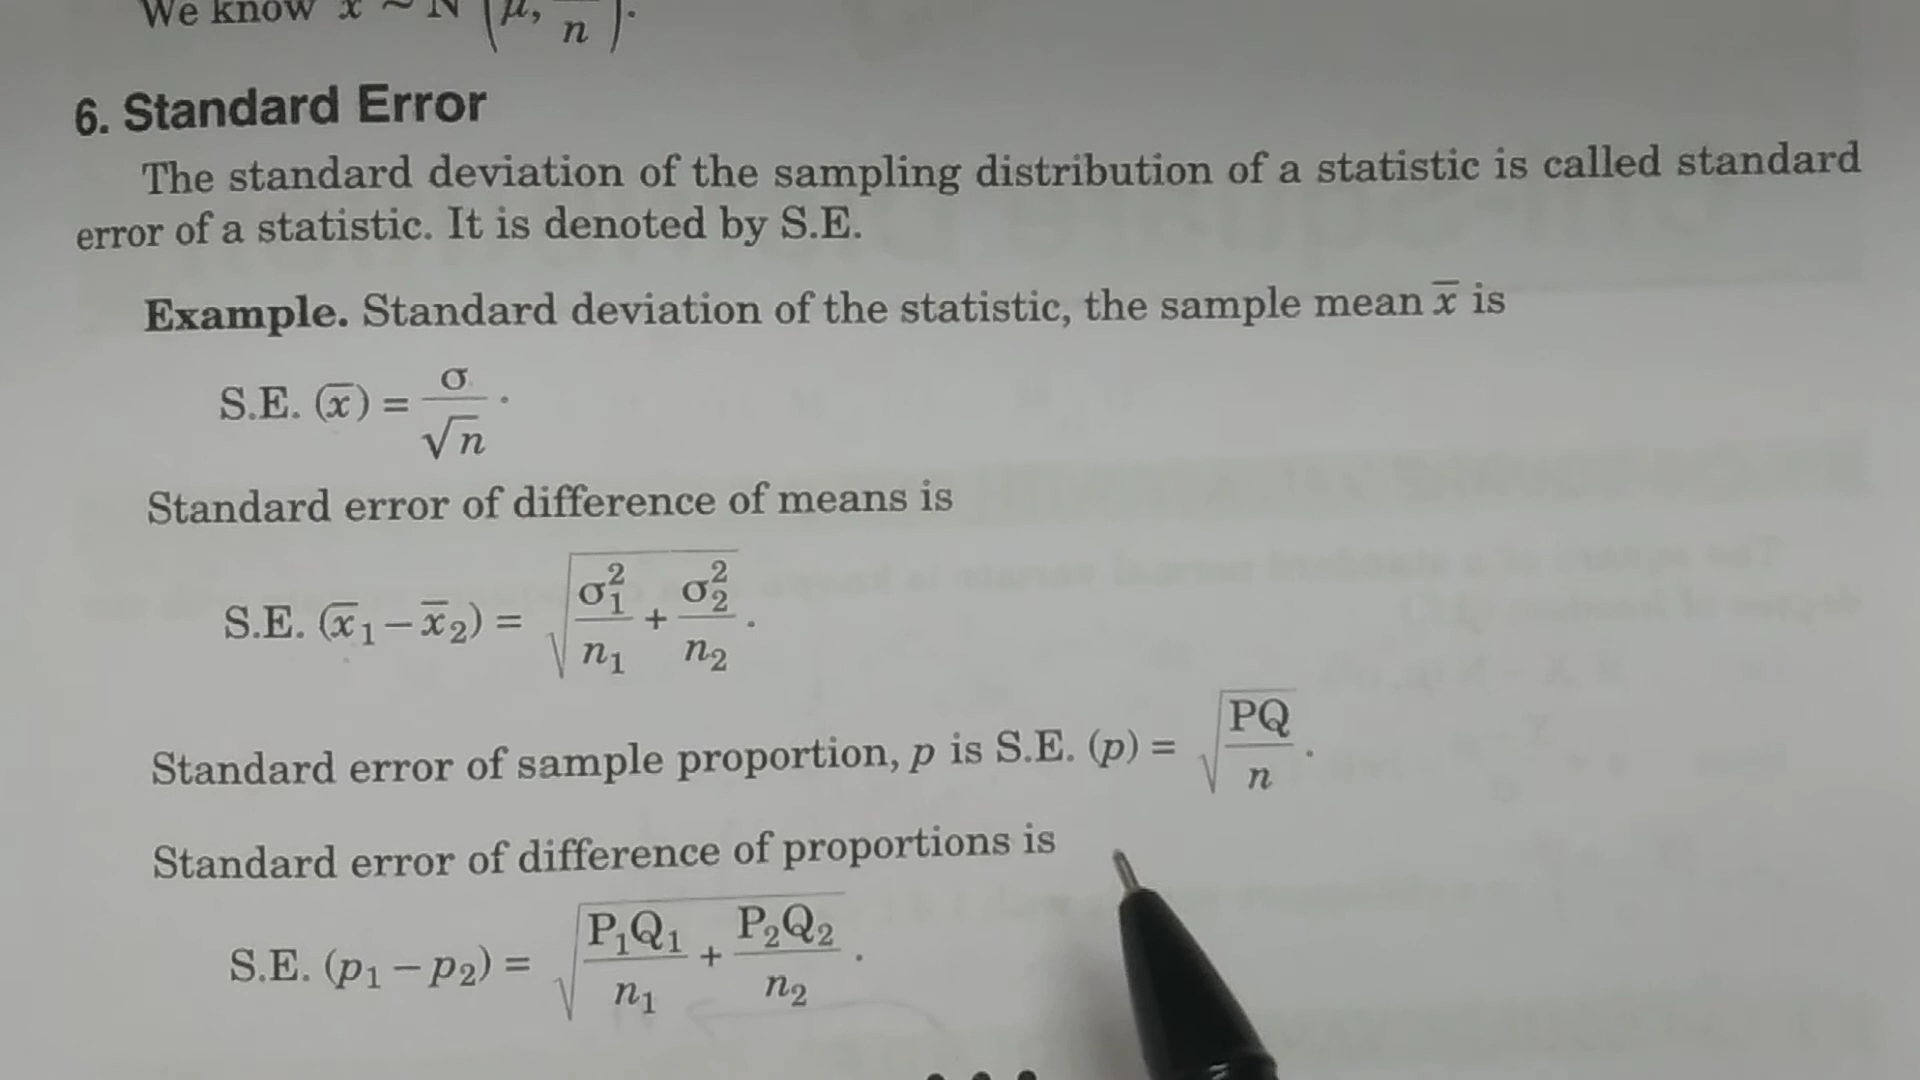 We know x̄ ~ N (μ, n).
6. Standard Error
The standard deviation of the sampling distribution of a statistic is called standard
error of a statistic. It is denoted by S.E.
Example. Standard deviation of the statistic, the sample mean x̄ is
S.E. (x̄) = σ/√n .
Standard error of difference of means is
S.E. (x̄₁ – x̄₂) = √(σ₁²/n₁ + σ₂²/n₂) .
Standard error of sample proportion, p is S.E. (p) = √(PQ/n) .
Standard error of difference of proportions is
S.E. (p₁ – p₂) = √(P₁Q₁/n₁ + P₂Q₂/n₂) .